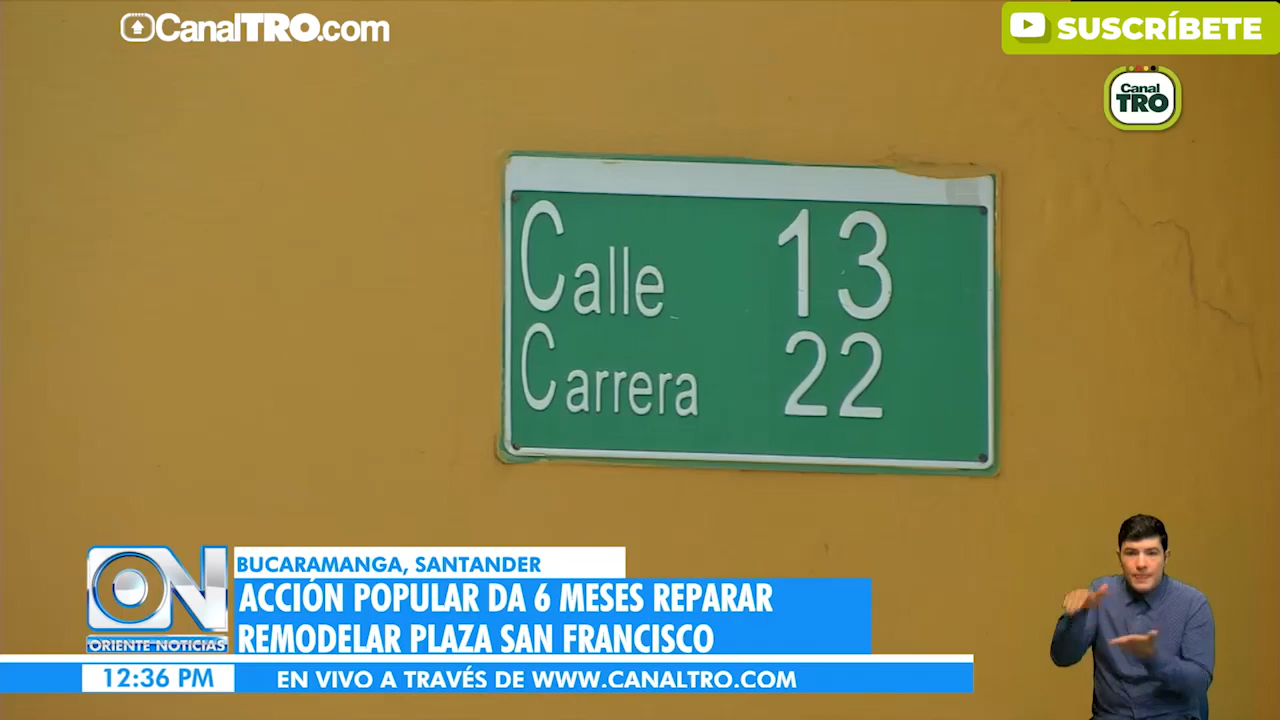 CanalTRO.com
SUSCRÍBETE
Canal
TRO
Calle 13
Carrera 22
ON
ORIENTE NOTICIAS
BUCARAMANGA, SANTANDER
ACCIÓN POPULAR DA 6 MESES REPARAR
REMODELAR PLAZA SAN FRANCISCO
12:36 PM
EN VIVO A TRAVÉS DE WWW.CANALTRO.COM